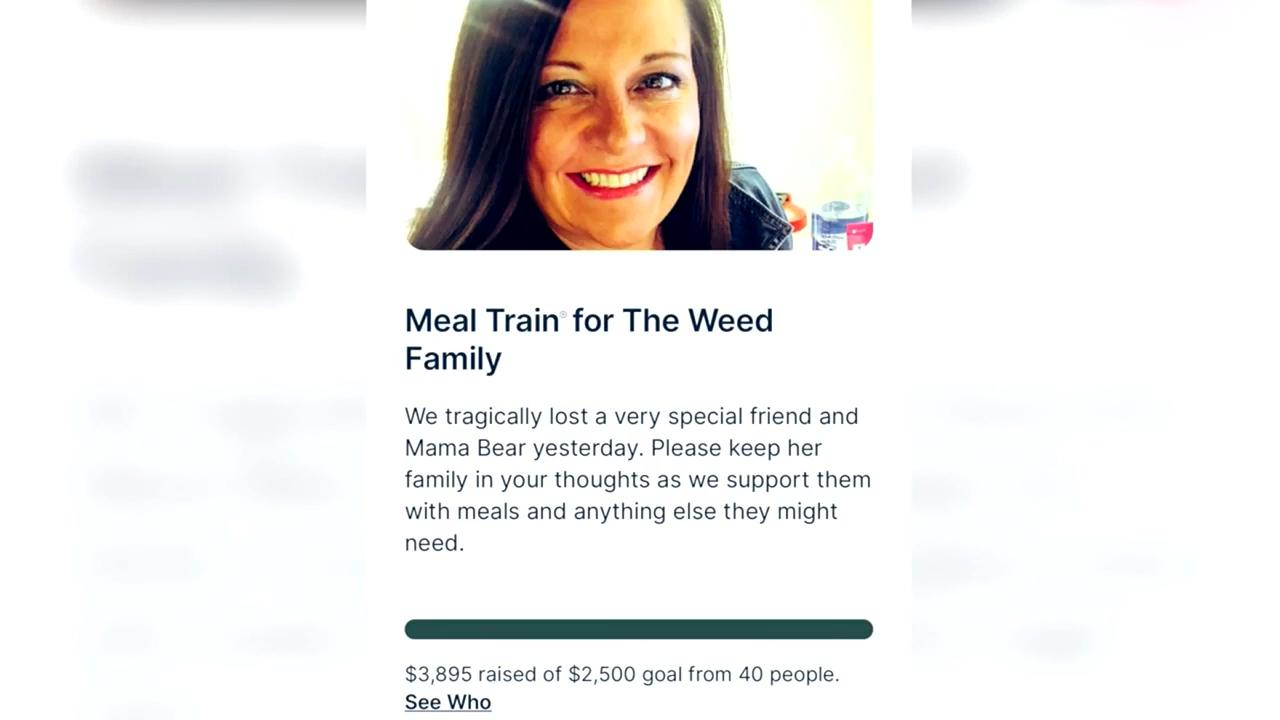 Meal Train® for The Weed
Family
We tragically lost a very special friend and
Mama Bear yesterday. Please keep her
family in your thoughts as we support them
with meals and anything else they might
need.
$3,895 raised of $2,500 goal from 40 people.
See Who